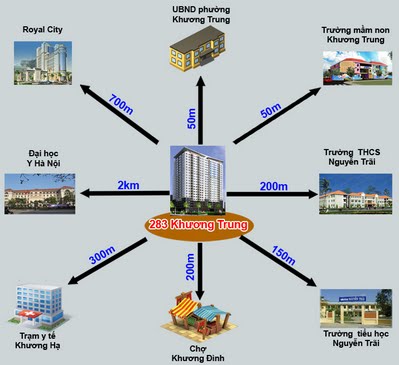 UBND phường
Khương Trung
Royal City
Trường mầm non
Khương Trung
700m
50m
50m
Đại học
Y Hà Nội
2km
200m
Trường THCS
Nguyễn Trãi
283 Khương Trung
300m
200m
150m
Trạm y tế
Khương Hạ
Chợ
Khương Đình
Trường tiểu học
Nguyễn Trãi